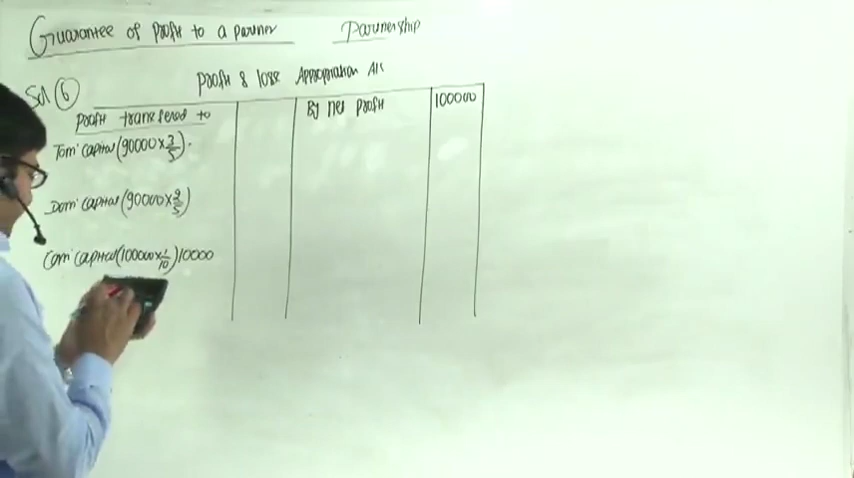 Guarantee of Profit to a partner Partnership
Sol 6
Profit & loss Appropriation A/c
Profit transfered to By Net Profit 100000
Tom' capital (90000 × 3/5)
Dom' capital (90000 × 2/5)
Com' capital (100000 × 1/10) 10000